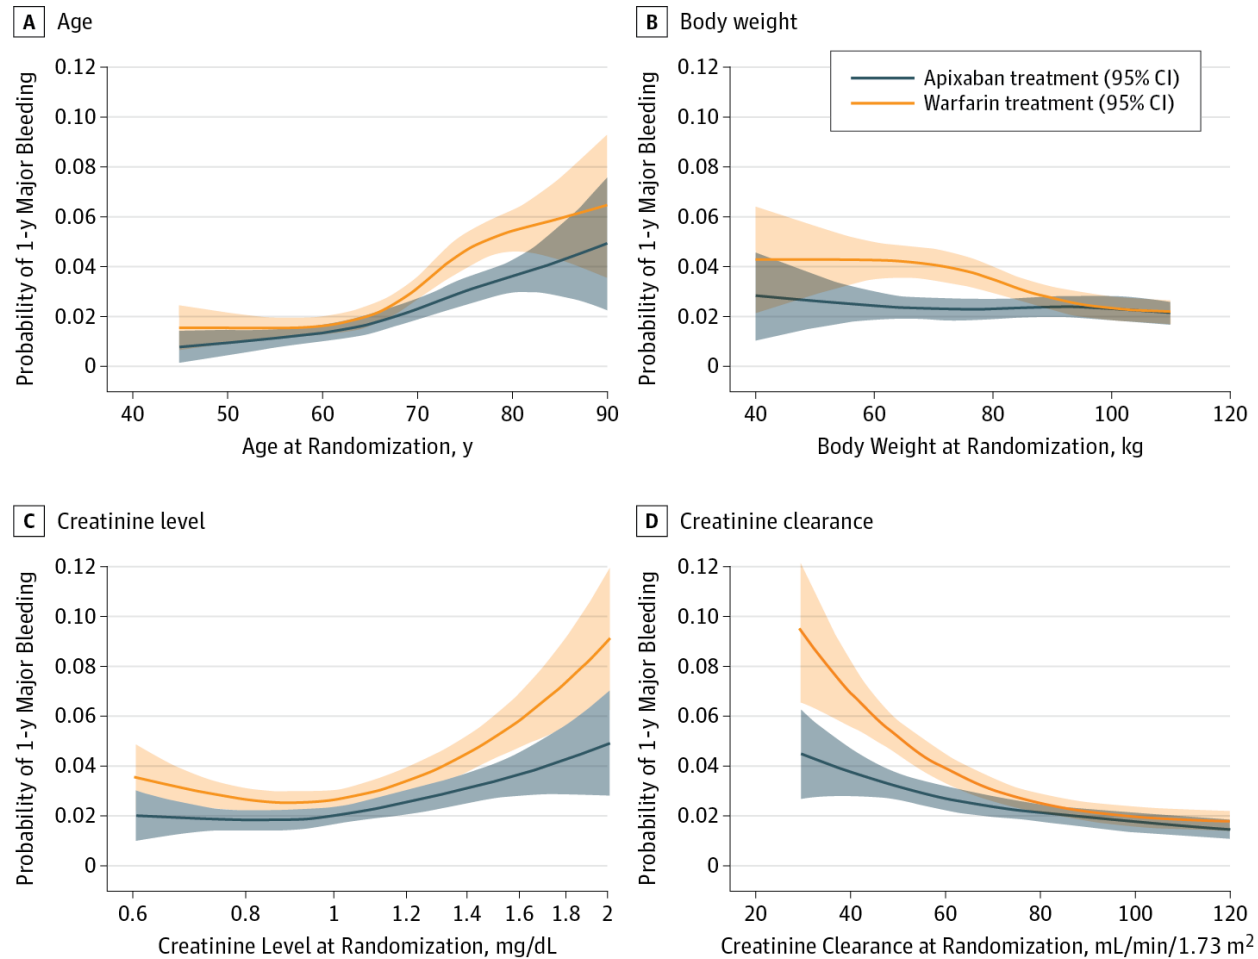 A Age
Probability of 1-y Major Bleeding
0.12
0.10
0.08
0.06
0.04
0.02
0
40 50 60 70 80 90
Age at Randomization, y
B Body weight
Probability of 1-y Major Bleeding
0.12
0.10
0.08
0.06
0.04
0.02
0
Apixaban treatment (95% CI)
Warfarin treatment (95% CI)
40 60 80 100 120
Body Weight at Randomization, kg
C Creatinine level
Probability of 1-y Major Bleeding
0.12
0.10
0.08
0.06
0.04
0.02
0
0.6 0.8 1 1.2 1.4 1.6 1.8 2
Creatinine Level at Randomization, mg/dL
D Creatinine clearance
Probability of 1-y Major Bleeding
0.12
0.10
0.08
0.06
0.04
0.02
0
20 40 60 80 100 120
Creatinine Clearance at Randomization, mL/min/1.73 m²